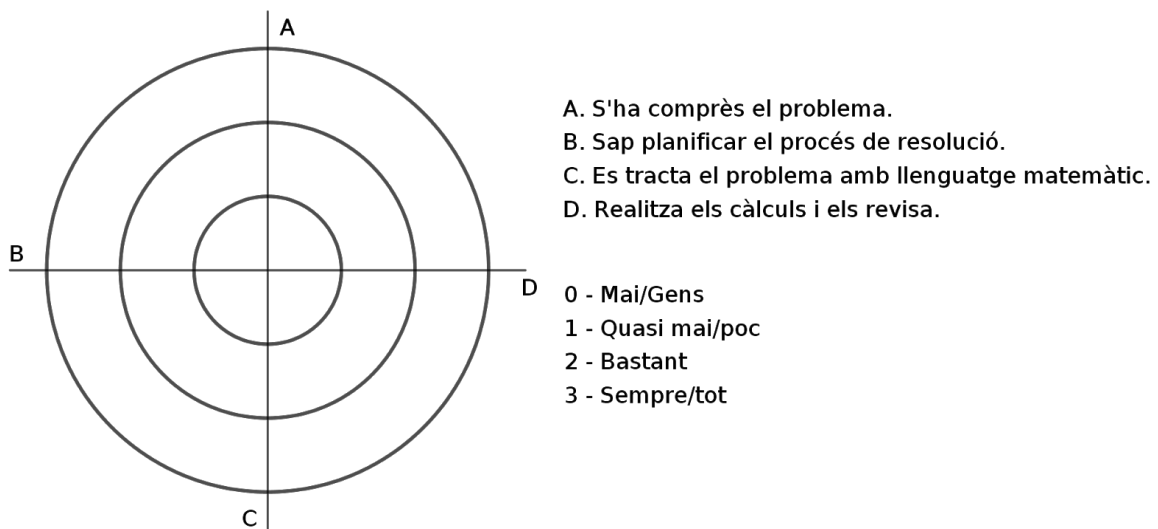 A
B
D
C
A. S'ha comprès el problema.
B. Sap planificar el procés de resolució.
C. Es tracta el problema amb llenguatge matemàtic.
D. Realitza els càlculs i els revisa.
0 - Mai/Gens
1 - Quasi mai/poc
2 - Bastant
3 - Sempre/tot